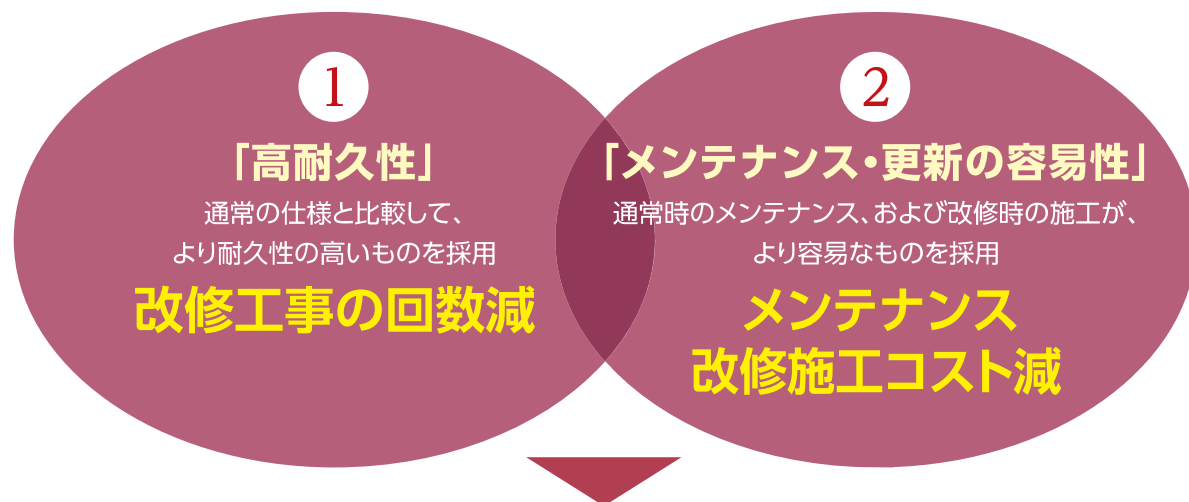 1
「高耐久性」
通常の仕様と比較して、
より耐久性の高いものを採用
改修工事の回数減
2
「メンテナンス・更新の容易性」
通常時のメンテナンス、および改修時の施工が、
より容易なものを採用
メンテナンス
改修施工コスト減